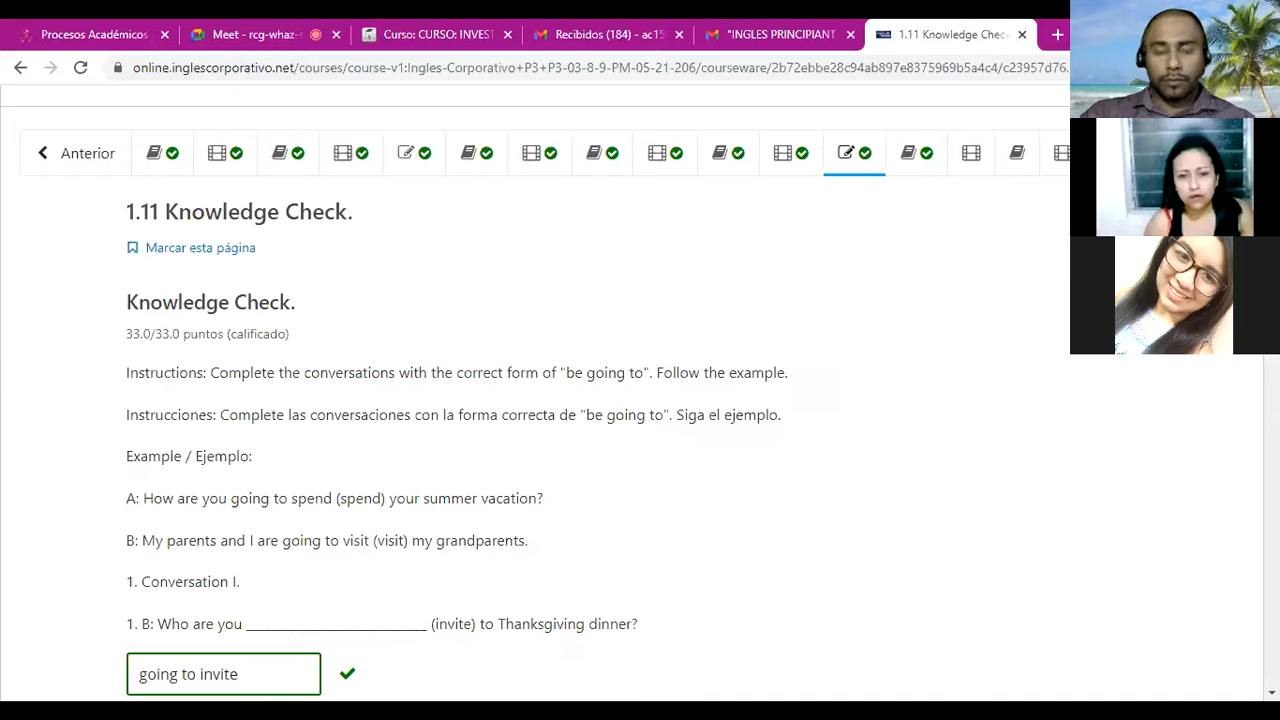 Procesos Académicos
Meet - rcg-whaz-
Curso: CURSO: INVEST
Recibidos (184) - ac15
"INGLES PRINCIPIANT
1.11 Knowledge Chec
online.inglescorporativo.net/courses/course-v1:Ingles-Corporativo+P3+P3-03-8-9-PM-05-21-206/courseware/2b72ebbe28c94ab897e8375969b5a4c4/c23957d76
Anterior
1.11 Knowledge Check.
Marcar esta página
Knowledge Check.
33.0/33.0 puntos (calificado)
Instructions: Complete the conversations with the correct form of "be going to". Follow the example.
Instrucciones: Complete las conversaciones con la forma correcta de "be going to". Siga el ejemplo.
Example / Ejemplo:
A: How are you going to spend (spend) your summer vacation?
B: My parents and I are going to visit (visit) my grandparents.
1. Conversation I.
1. B: Who are you __________________________ (invite) to Thanksgiving dinner?
going to invite